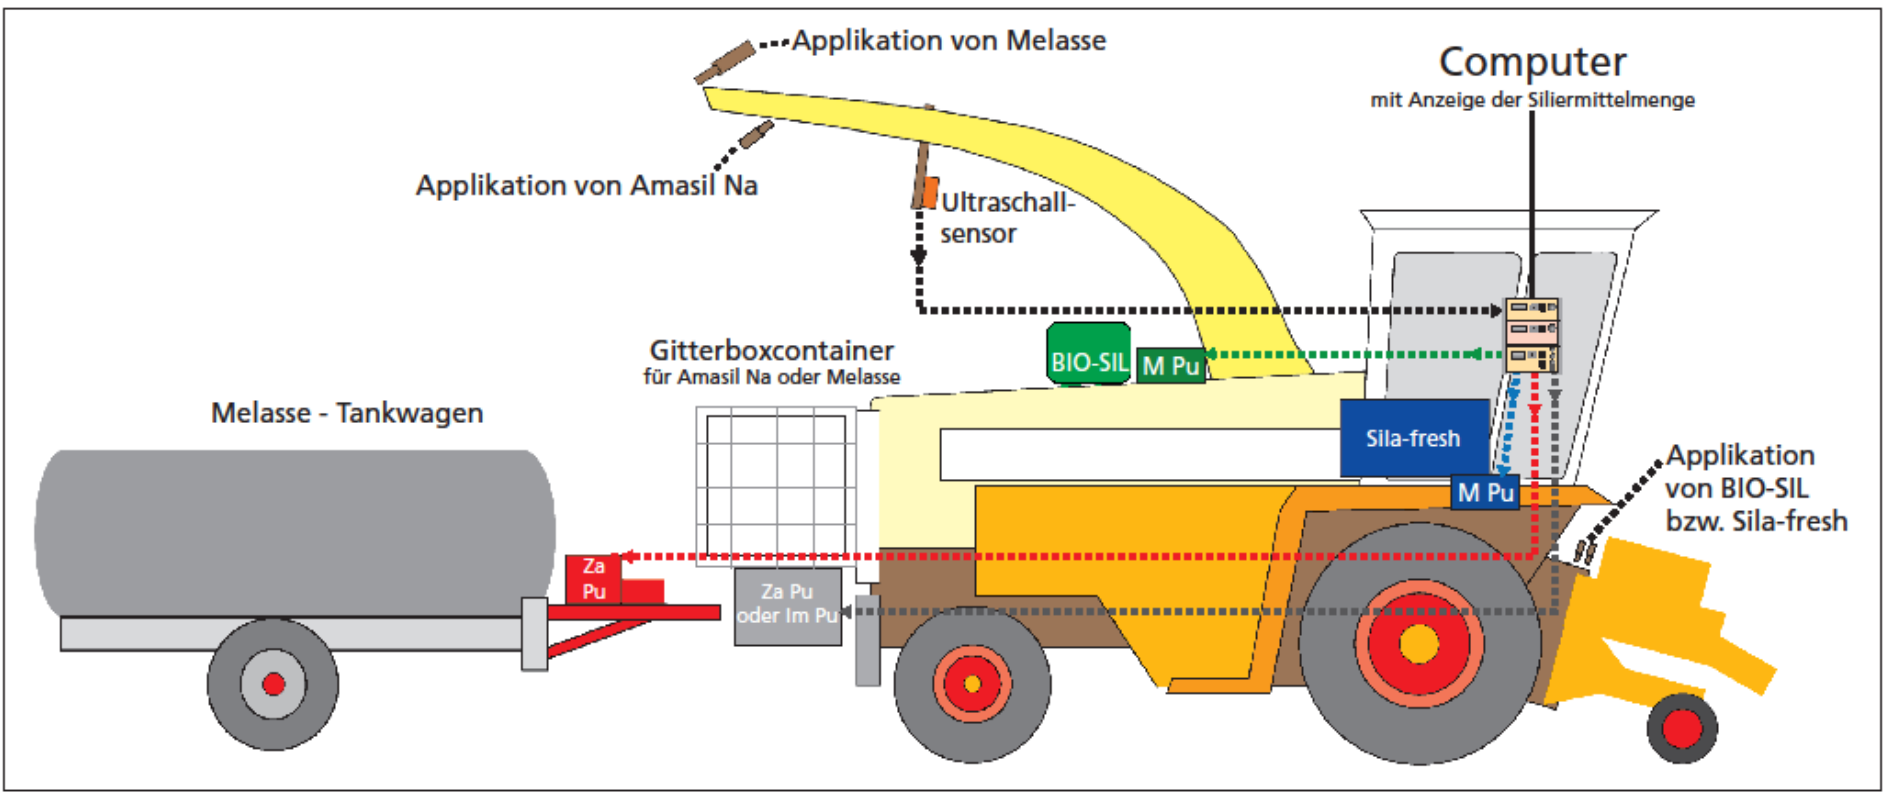 Applikation von Melasse
Computer
mit Anzeige der Siliermittelmenge
Applikation von Amasil Na
Ultraschall-
sensor
Gitterboxcontainer
für Amasil Na oder Melasse
BIO-SIL
M Pu
Melasse - Tankwagen
Sila-fresh
M Pu
Applikation
von BIO-SIL
bzw. Sila-fresh
Za
Pu
Za Pu
oder Im Pu